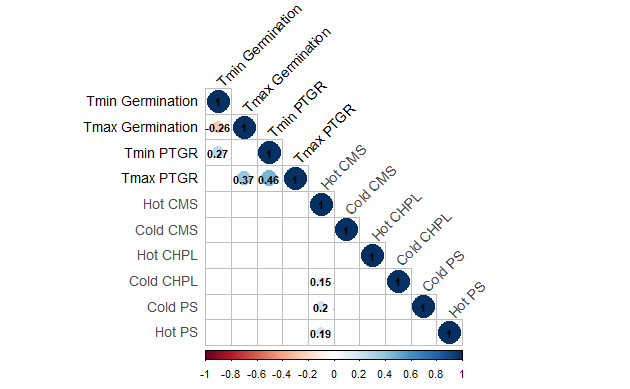 Tmin Germination
Tmax Germination
Tmin PTGR
Tmax PTGR
Hot CMS
Cold CMS
Hot CHPL
Cold CHPL
Cold PS
Hot PS
Tmin Germination 1
Tmax Germination -0.26 1
Tmin PTGR 0.27 1
Tmax PTGR 0.37 0.46 1
Hot CMS 1
Cold CMS 1
Hot CHPL 1
Cold CHPL 0.15 1
Cold PS 0.2 1
Hot PS 0.19 1
-1 -0.8 -0.6 -0.4 -0.2 0 0.2 0.4 0.6 0.8 1